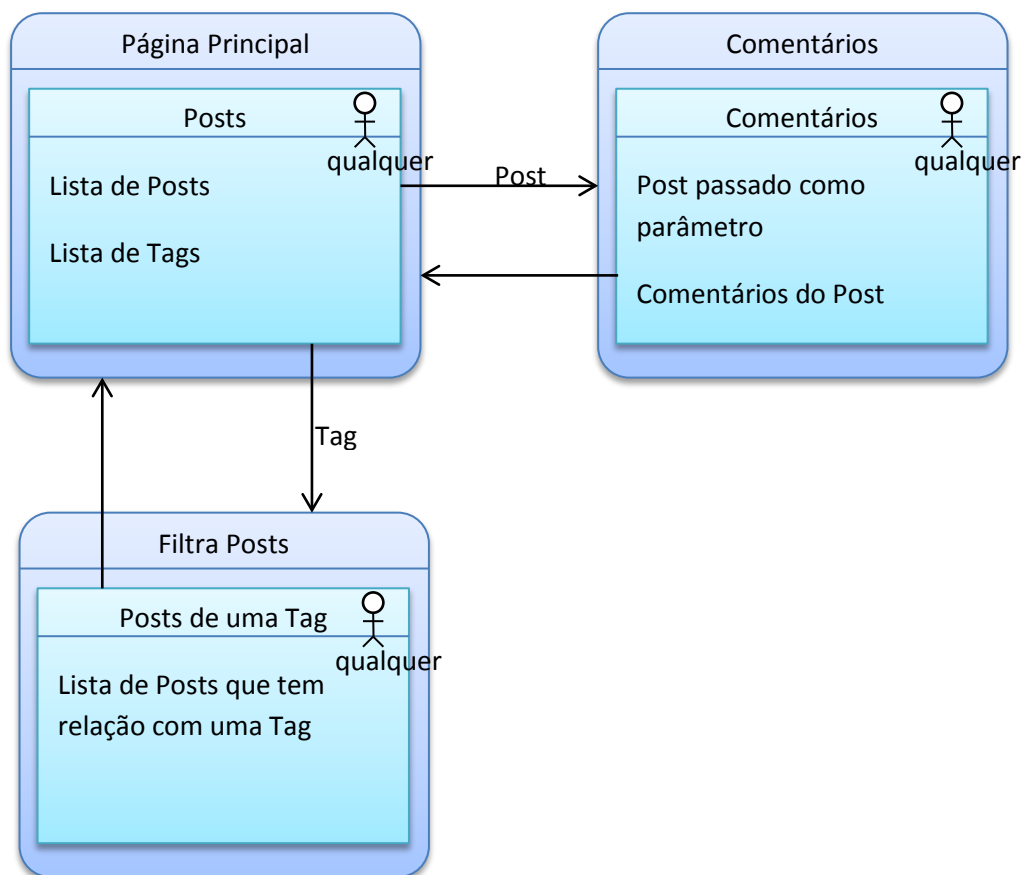 Página Principal
Posts
qualquer
Lista de Posts
Lista de Tags
Post
Comentários
Comentários
qualquer
Post passado como
parâmetro
Comentários do Post
Tag
Filtra Posts
Posts de uma Tag
qualquer
Lista de Posts que tem
relação com uma Tag